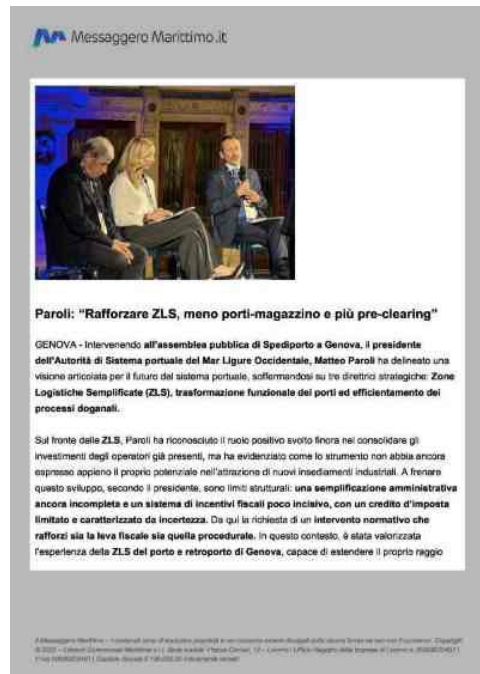 Messaggero Marittimo.it
Paroli: “Rafforzare ZLS, meno porti-magazzino e più pre-clearing”
GENOVA - Intervenendo all'assemblea pubblica di Spediporto a Genova, il presidente
dell'Autorità di Sistema portuale del Mar Ligure Occidentale, Matteo Paroli ha delineato una
visione articolata per il futuro del sistema portuale, soffermandosi su tre direttrici strategiche: Zone
Logistiche Semplificate (ZLS), trasformazione funzionale dei porti ed efficientamento dei
processi doganali.
Sul fronte delle ZLS, Paroli ha riconosciuto il ruolo positivo svolto finora nel consolidare gli
investimenti degli operatori già presenti, ma ha evidenziato come lo strumento non abbia ancora
espresso appieno il proprio potenziale nell'attrazione di nuovi insediamenti industriali. A frenare
questo sviluppo, secondo il presidente, sono limiti strutturali: una semplificazione amministrativa
ancora incompleta e un sistema di incentivi fiscali poco incisivo, con un credito d'imposta
limitato e caratterizzato da incertezza. Da qui la richiesta di un intervento normativo che
rafforzi sia la leva fiscale sia quella procedurale. In questo contesto, è stata valorizzata
l'esperienza della ZLS del porto e retroporto di Genova, capace di estendere il proprio raggio